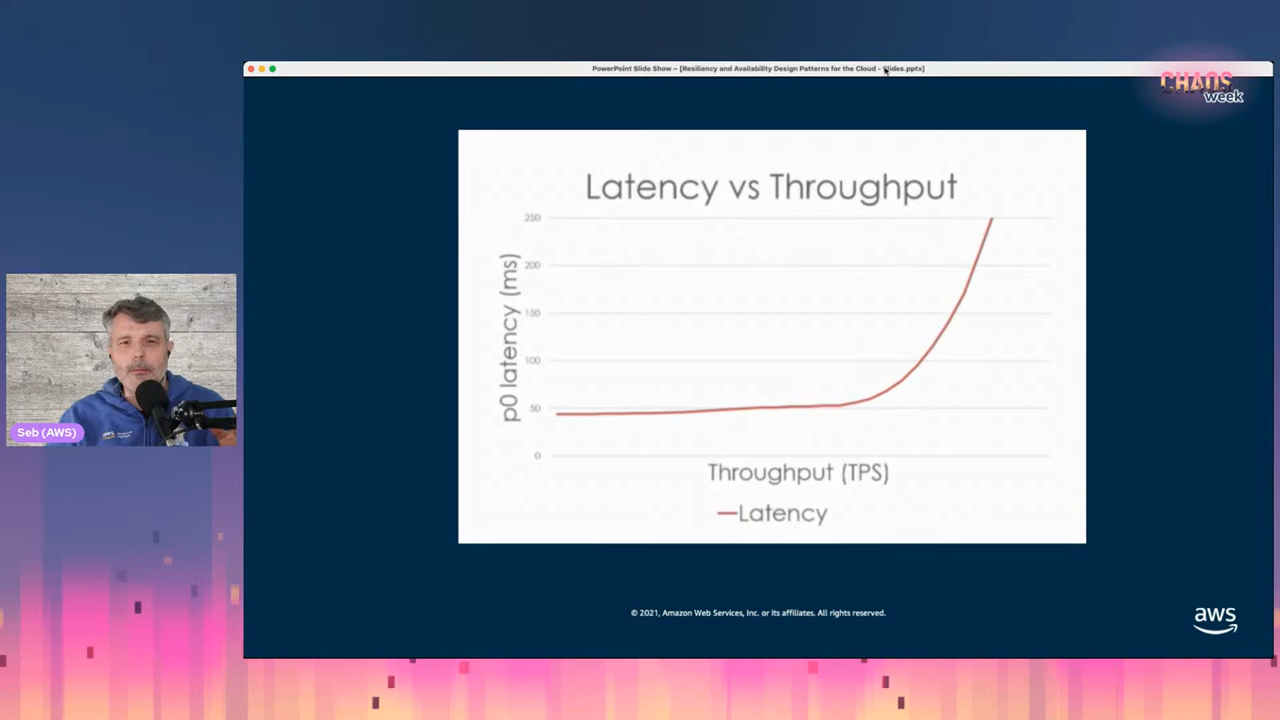 PowerPoint Slide Show – [Resiliency and Availability Design Patterns for the Cloud - Slides.pptx]
CHAOS
week
Latency vs Throughput
250
200
150
100
50
0
p0 latency (ms)
Throughput (TPS)
Latency
Seb (AWS)
aws
© 2021, Amazon Web Services, Inc. or its affiliates. All rights reserved.
aws